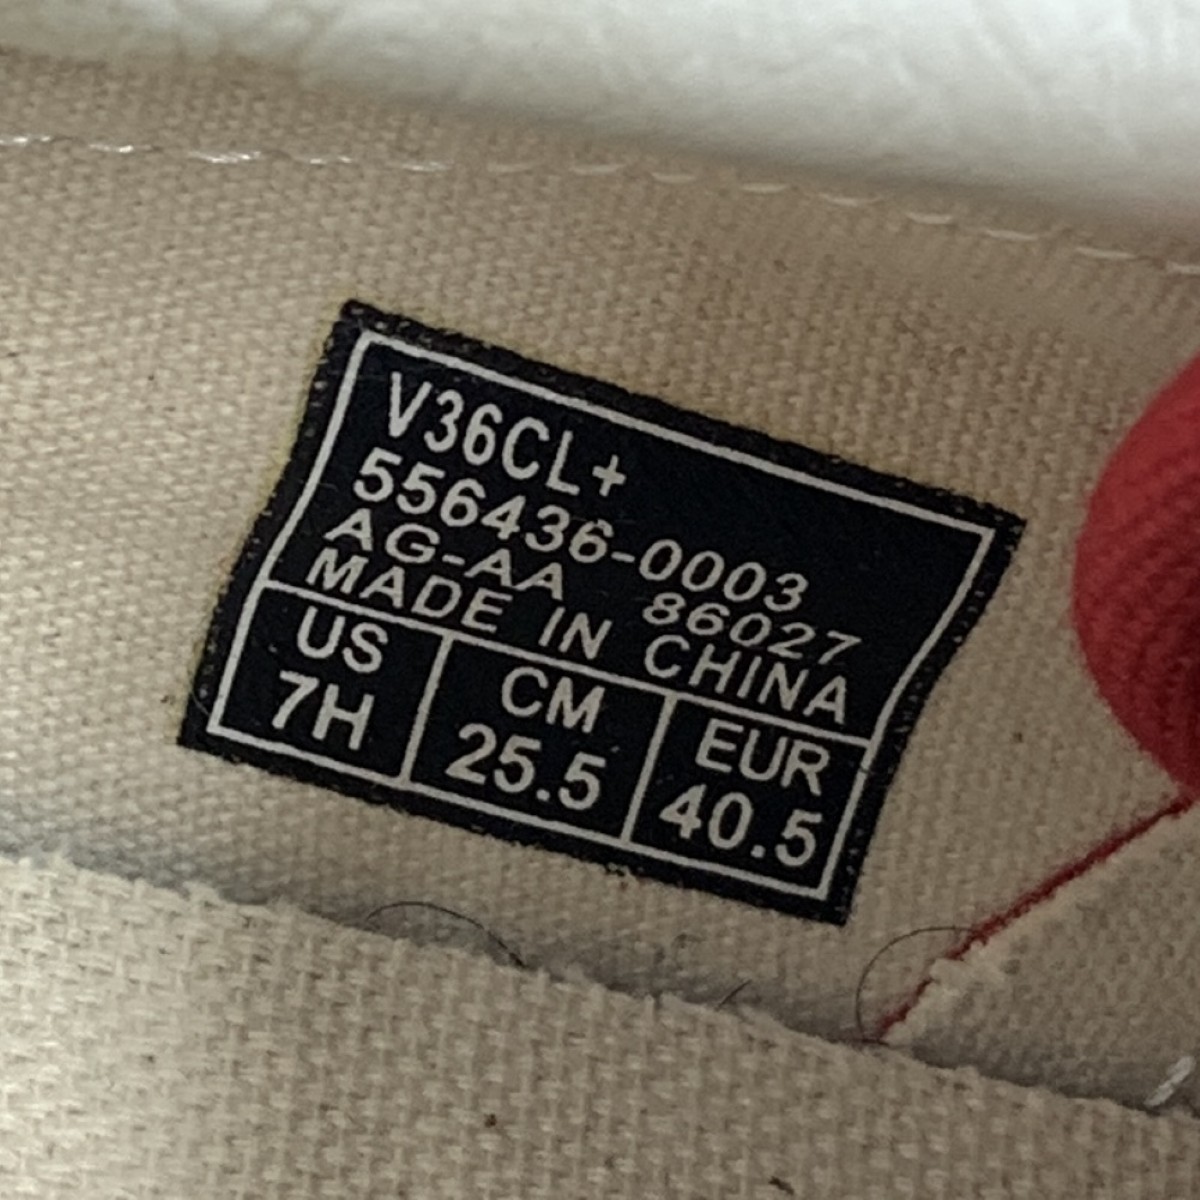 V36CL+
556436-0003
AG-AA 86027
MADE IN CHINA
US CM EUR
7H 25.5 40.5